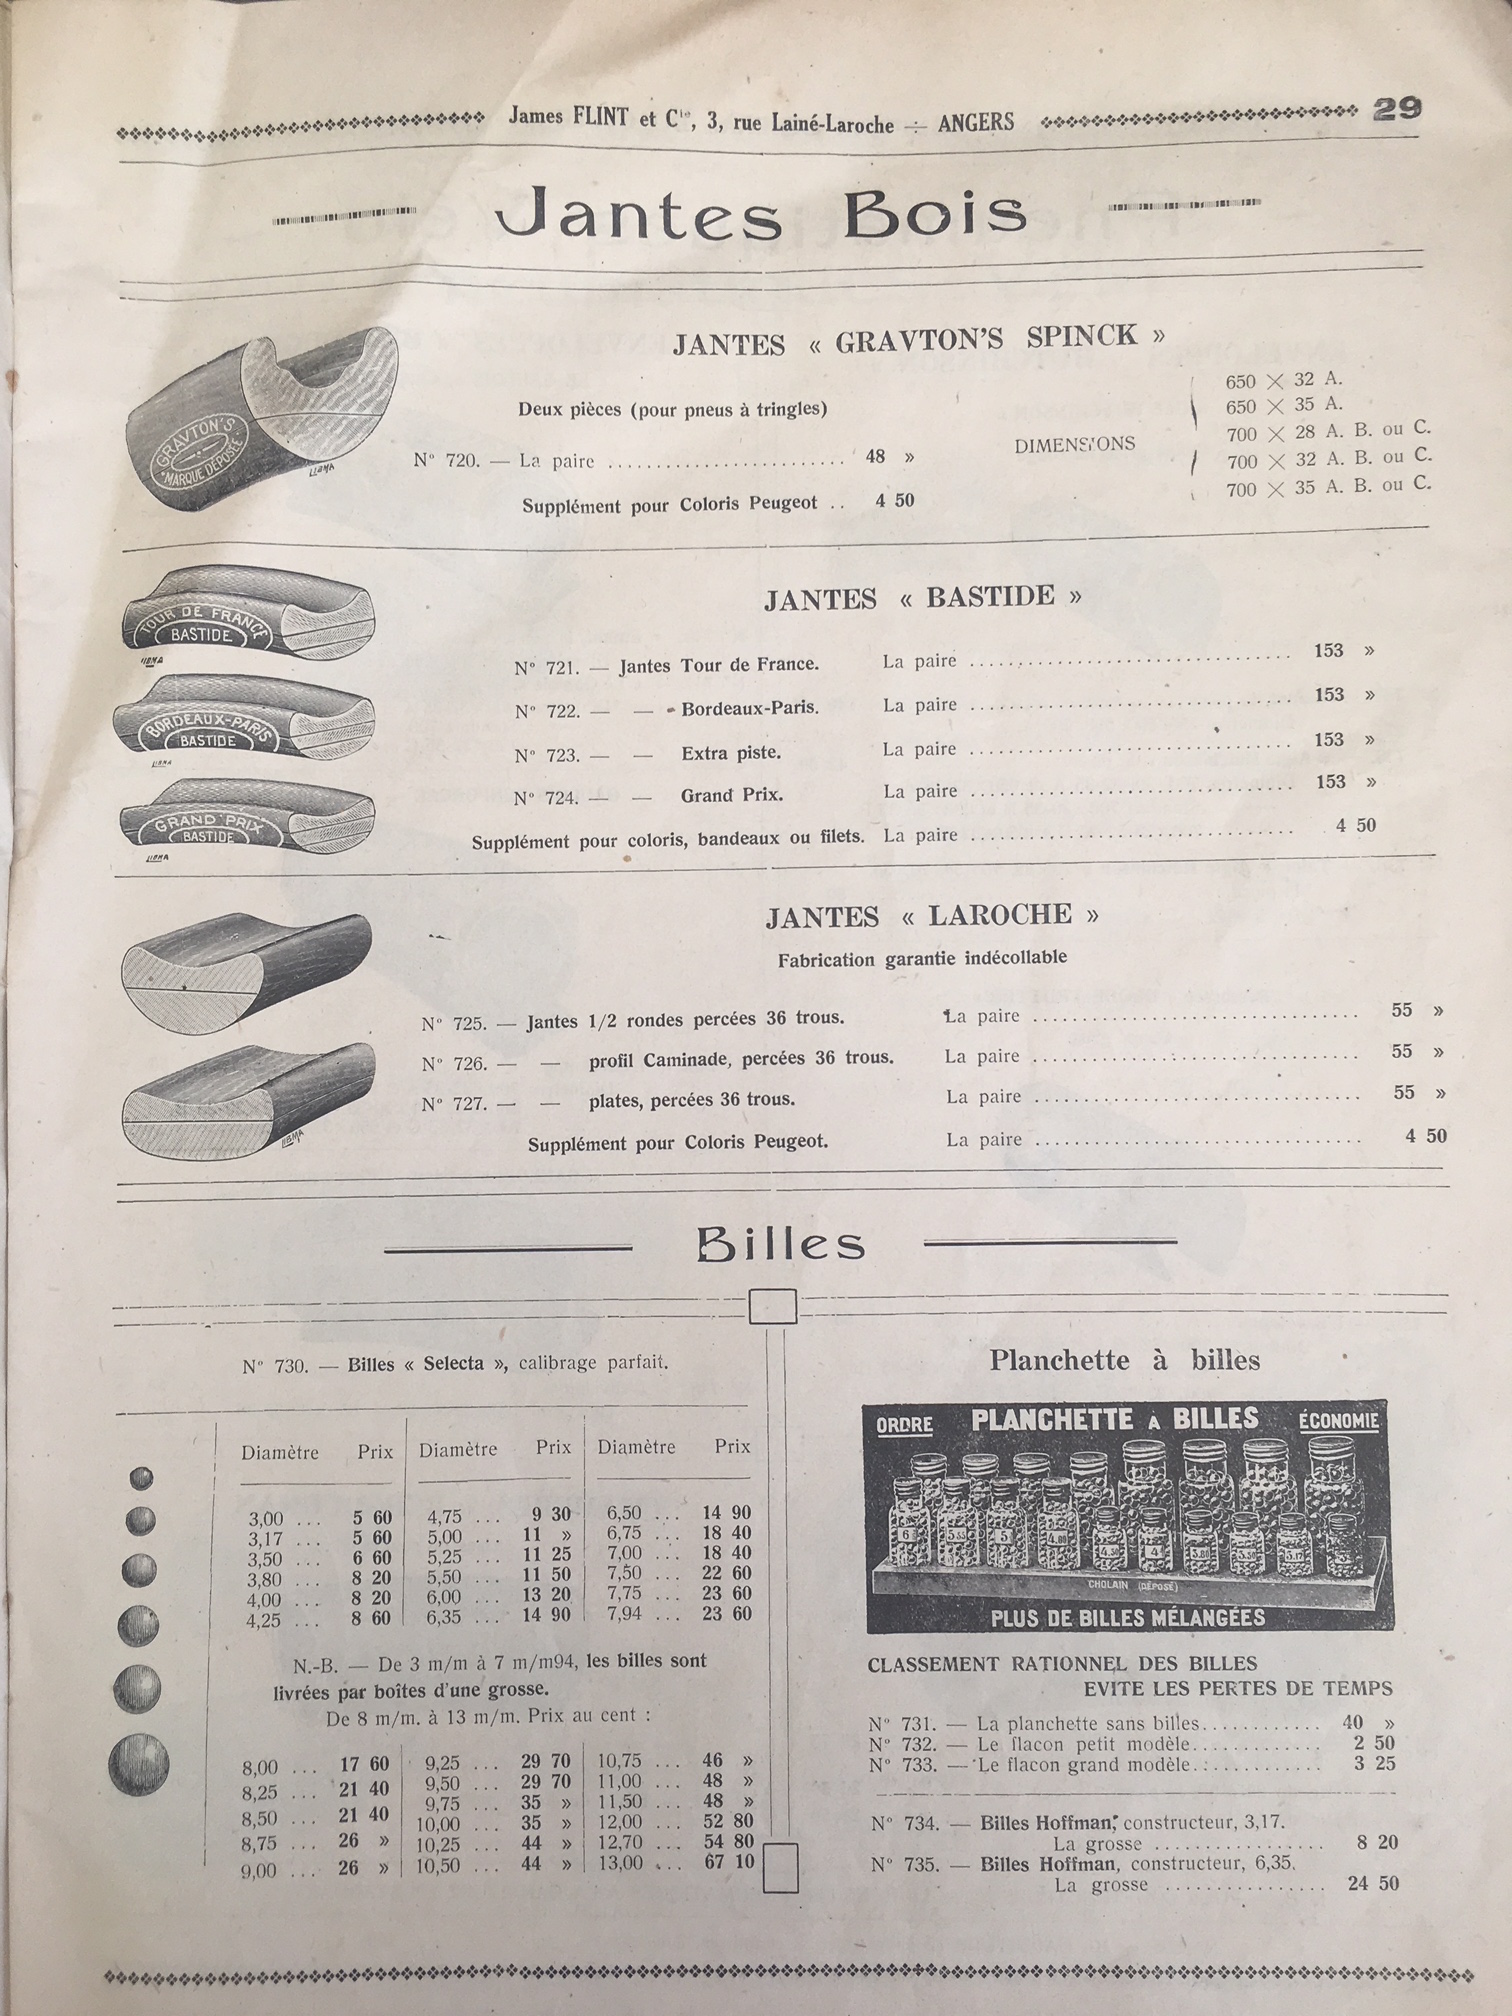 James FLINT et Cie, 3, rue Lainé-Laroche ÷ ANGERS 29
Jantes Bois
JANTES « GRAVTON'S SPINCK »
GRAVTON'S
MARQUE DÉPOSÉE
LIBMA
Deux pièces (pour pneus à tringles)
N° 720. — La paire ........................ 48 »
Supplément pour Coloris Peugeot .. 4 50
DIMENSIONS
650 × 32 A.
650 × 35 A.
700 × 28 A. B. ou C.
700 × 32 A. B. ou C.
700 × 35 A. B. ou C.
JANTES « BASTIDE »
TOUR DE FRANCE
BASTIDE
LIBMA
BORDEAUX-PARIS
BASTIDE
LIBMA
GRAND PRIX
BASTIDE
LIBMA
N° 721. — Jantes Tour de France. La paire ................................ 153 »
N° 722. — — Bordeaux-Paris. La paire ................................ 153 »
N° 723. — — Extra piste. La paire ................................ 153 »
N° 724. — — Grand Prix. La paire ................................ 153 »
Supplément pour coloris, bandeaux ou filets. La paire ................................ 4 50
JANTES « LAROCHE »
Fabrication garantie indécollable
N° 725. — Jantes 1/2 rondes percées 36 trous. La paire ................................ 55 »
N° 726. — — profil Caminade, percées 36 trous. La paire ................................ 55 »
N° 727. — — plates, percées 36 trous. La paire ................................ 55 »
Supplément pour Coloris Peugeot. La paire ................................ 4 50
LIBMA
Billes
N° 730. — Billes « Selecta », calibrage parfait.
Diamètre Prix Diamètre Prix Diamètre Prix
3,00 ... 5 60 4,75 ... 9 30 6,50 ... 14 90
3,17 ... 5 60 5,00 ... 11 » 6,75 ... 18 40
3,50 ... 6 60 5,25 ... 11 25 7,00 ... 18 40
3,80 ... 8 20 5,50 ... 11 50 7,50 ... 22 60
4,00 ... 8 20 6,00 ... 13 20 7,75 ... 23 60
4,25 ... 8 60 6,35 ... 14 90 7,94 ... 23 60
N.-B. — De 3 m/m à 7 m/m94, les billes sont
livrées par boîtes d'une grosse.
De 8 m/m. à 13 m/m. Prix au cent :
8,00 ... 17 60 9,25 ... 29 70 10,75 ... 46 »
8,25 ... 21 40 9,50 ... 29 70 11,00 ... 48 »
9,75 ... 35 » 11,50 ... 48 »
8,50 ... 21 40 10,00 ... 35 » 12,00 ... 52 80
8,75 ... 26 » 10,25 ... 44 » 12,70 ... 54 80
9,00 ... 26 » 10,50 ... 44 » 13,00 ... 67 10
Planchette à billes
ORDRE PLANCHETTE A BILLES ÉCONOMIE
5 4.50 4 3.80 3.50 3.17 3
CHOLAIN (DÉPOSÉ)
PLUS DE BILLES MÉLANGÉES
CLASSEMENT RATIONNEL DES BILLES
EVITE LES PERTES DE TEMPS
N° 731. — La planchette sans billes............ 40 »
N° 732. — Le flacon petit modèle............. 2 50
N° 733. — Le flacon grand modèle............. 3 25
N° 734. — Billes Hoffman, constructeur, 3,17.
La grosse ................. 8 20
N° 735. — Billes Hoffman, constructeur, 6,35.
La grosse ................ 24 50